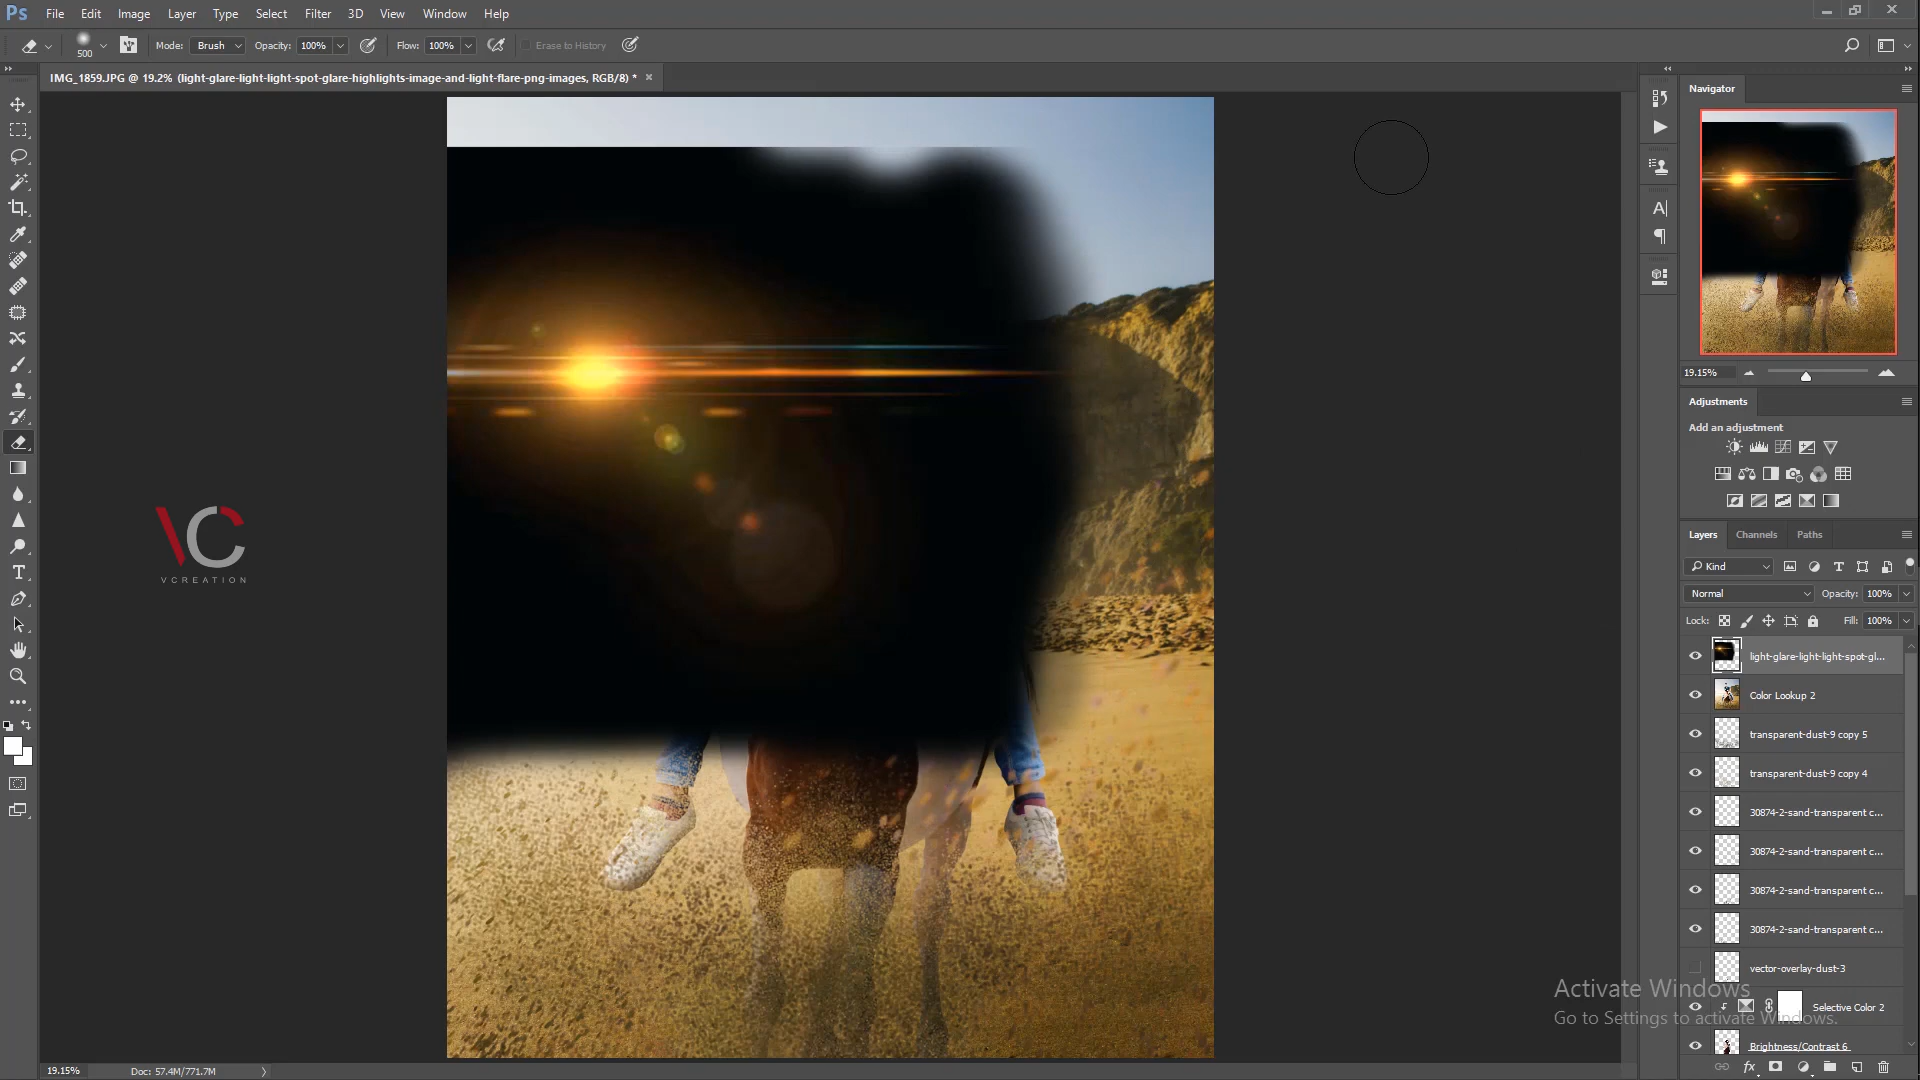 Ps File Edit Image Layer Type Select Filter 3D View Window Help
500 Mode: Brush Opacity: 100% Flow: 100% Erase to History
IMG_1859.JPG @ 19.2% (light-glare-light-light-spot-glare-highlights-image-and-light-flare-png-images, RGB/8) *
Navigator
19.15%
Adjustments
Add an adjustment
Layers Channels Paths
Kind
Normal Opacity: 100%
Lock: Fill: 100%
light-glare-light-light-spot-gl...
Color Lookup 2
transparent-dust-9 copy 5
transparent-dust-9 copy 4
30874-2-sand-transparent c...
30874-2-sand-transparent c...
30874-2-sand-transparent c...
30874-2-sand-transparent c...
vector-overlay-dust-3
Selective Color 2
Brightness/Contrast 6
VC
VCREATION
Activate Windows
Go to Settings to activate Windows.
19.15% Doc: 57.4M/771.7M